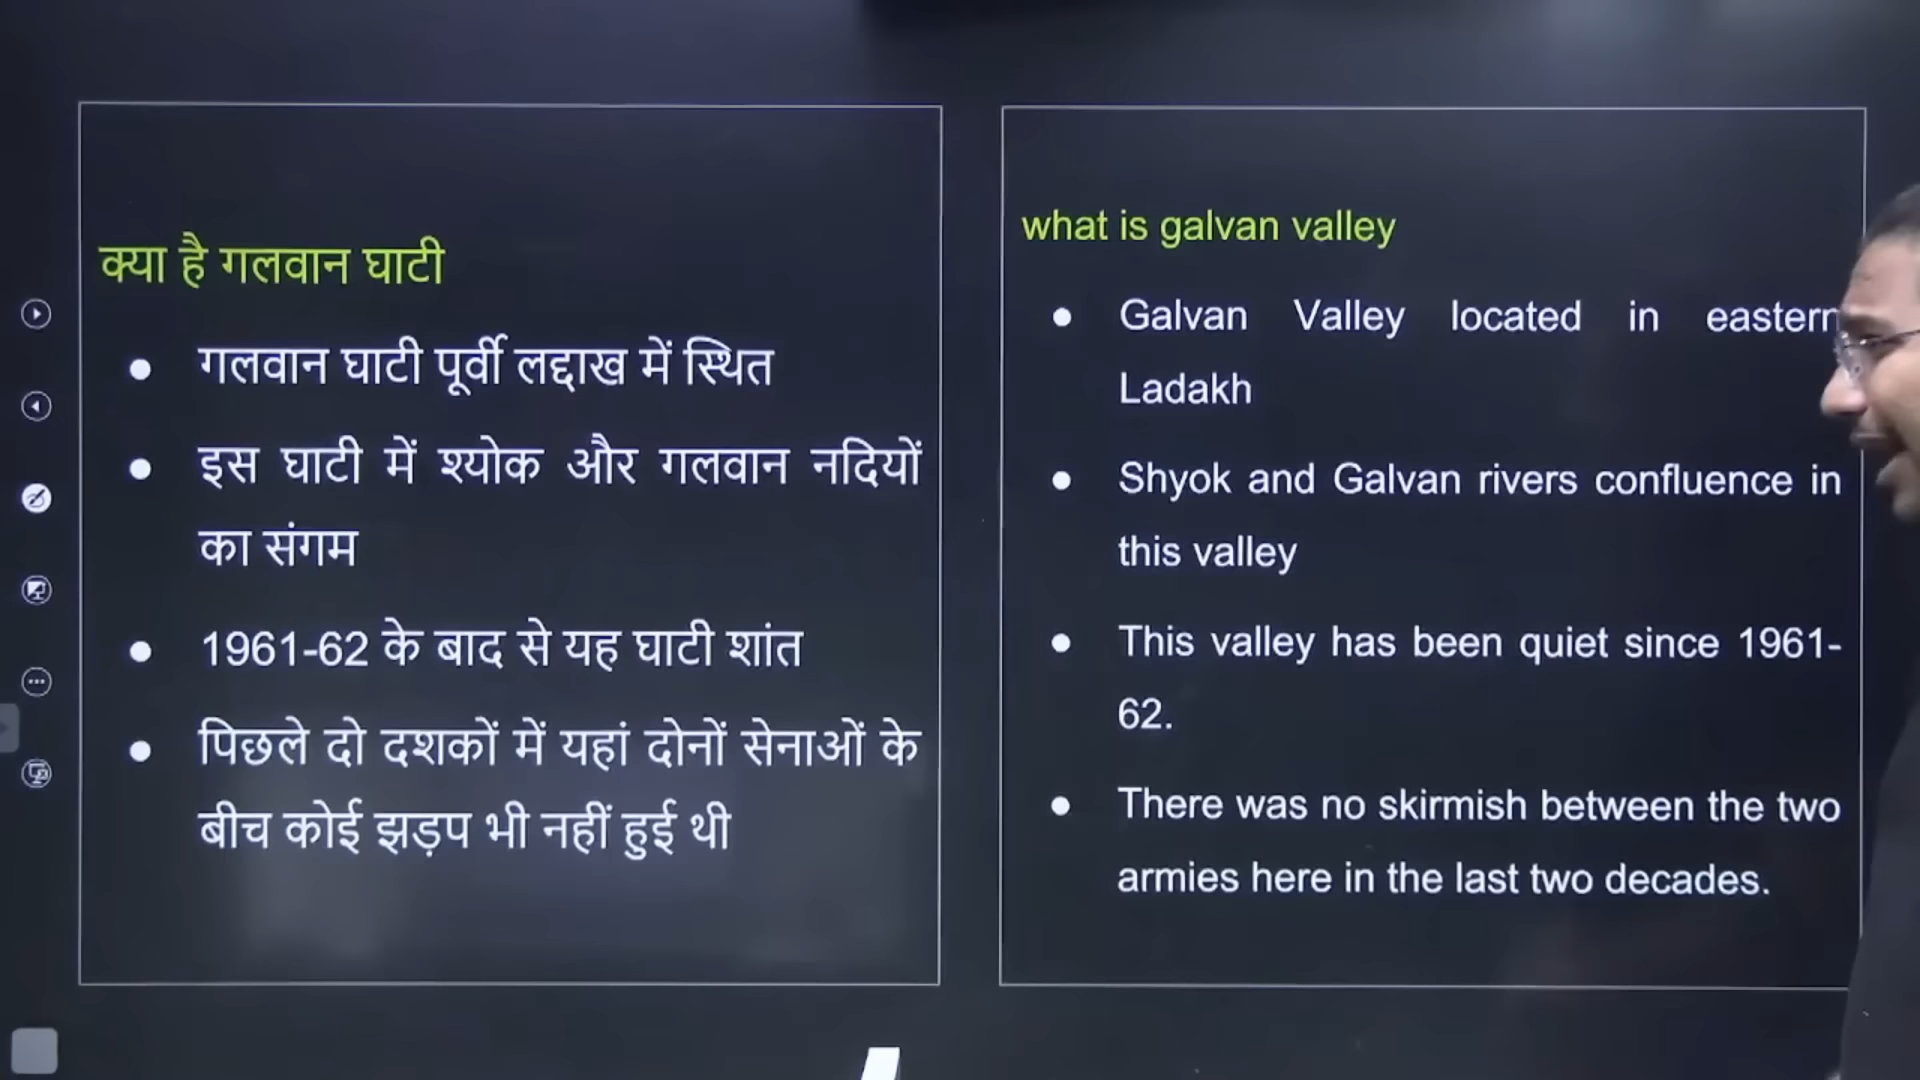 क्या है गलवान घाटी
गलवान घाटी पूर्वी लद्दाख में स्थित
इस घाटी में श्योक और गलवान नदियों
का संगम
1961-62 के बाद से यह घाटी शांत
पिछले दो दशकों में यहां दोनों सेनाओं के
बीच कोई झड़प भी नहीं हुई थी
what is galvan valley
Galvan Valley located in eastern
Ladakh
Shyok and Galvan rivers confluence in
this valley
This valley has been quiet since 1961-
62.
There was no skirmish between the two
armies here in the last two decades.